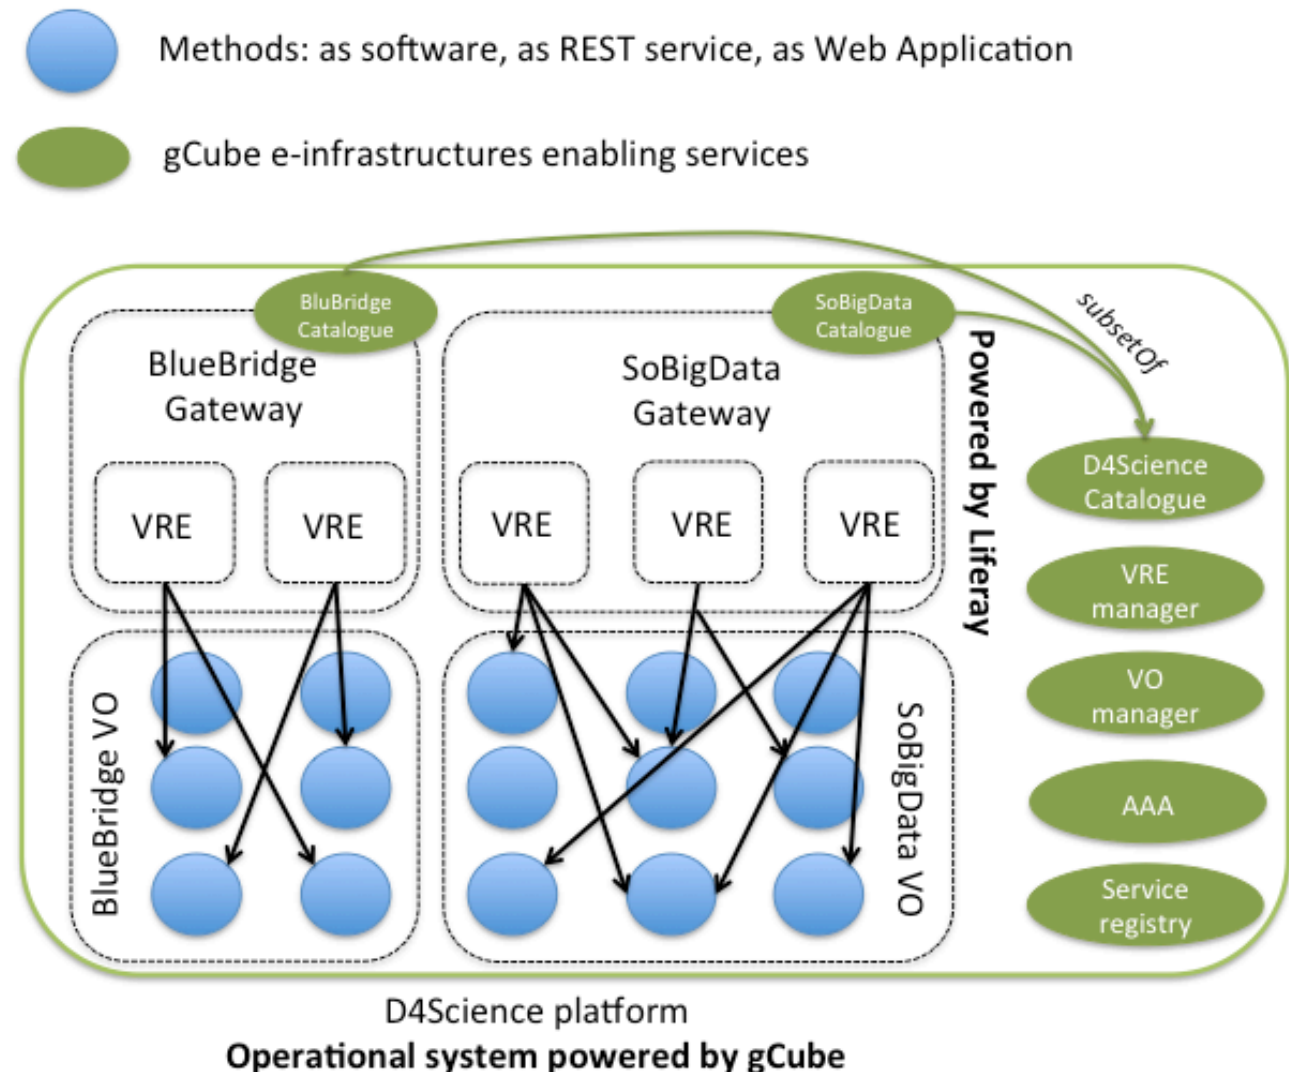 Methods: as software, as REST service, as Web Application
gCube e-infrastructures enabling services
BluBridge
Catalogue
SoBigData
Catalogue
subsetOf
BlueBridge
Gateway
SoBigData
Gateway
Powered by Liferay
VRE
VRE
VRE
VRE
VRE
D4Science
Catalogue
VRE
manager
VO
manager
AAA
Service
registry
BlueBridge VO
SoBigData VO
D4Science platform
Operational system powered by gCube